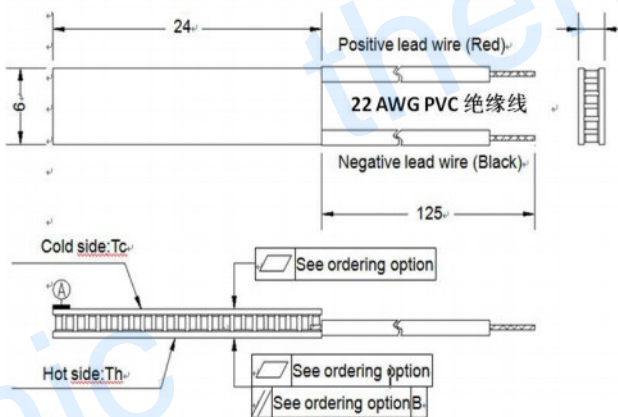 24
Positive lead wire (Red)
6
22 AWG PVC 绝缘线
Negative lead wire (Black)
125
Cold side:Tc
See ordering option
A
Hot side:Th
See ordering option
See ordering option B